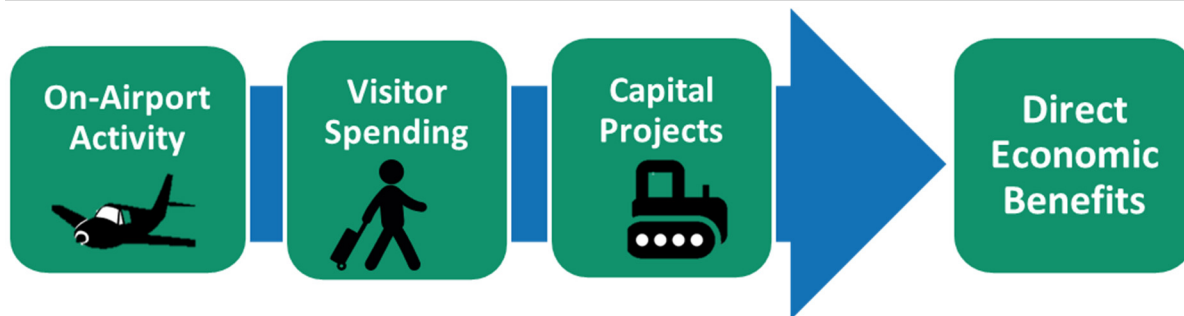 On-Airport
Activity
Visitor
Spending
Capital
Projects
Direct
Economic
Benefits